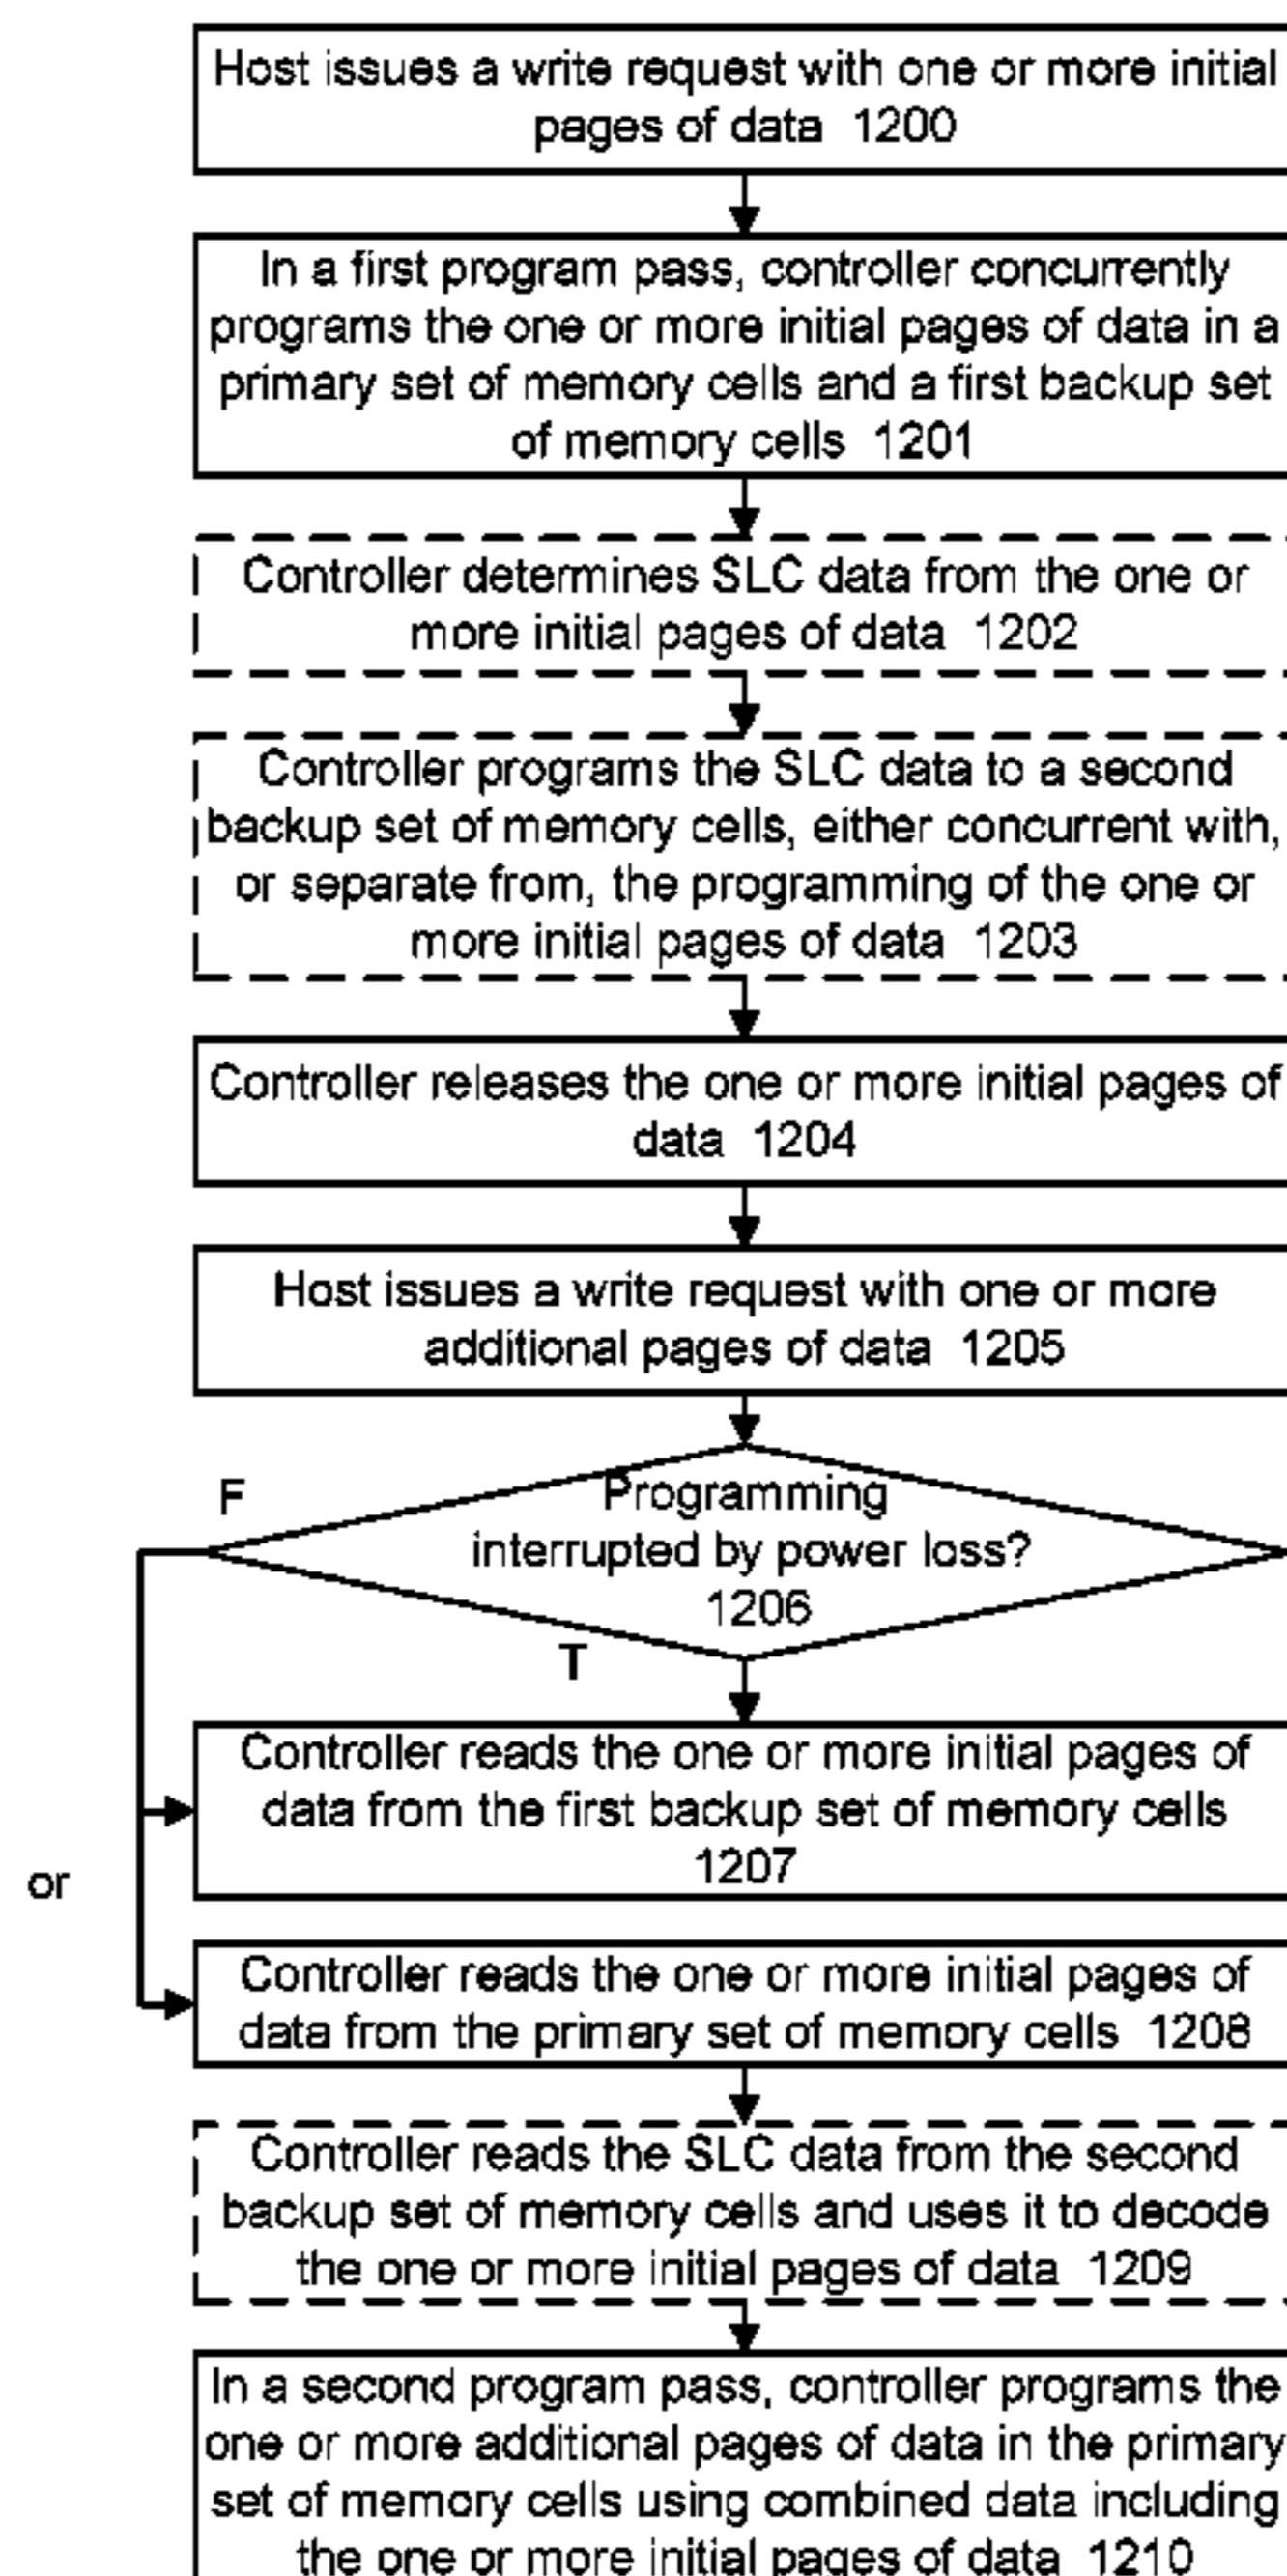 Host issues a write request with one or more initial
pages of data 1200
In a first program pass, controller concurrently
programs the one or more initial pages of data in a
primary set of memory cells and a first backup set
of memory cells 1201
Controller determines SLC data from the one or
more initial pages of data 1202
Controller programs the SLC data to a second
backup set of memory cells, either concurrent with,
or separate from, the programming of the one or
more initial pages of data 1203
Controller releases the one or more initial pages of
data 1204
Host issues a write request with one or more
additional pages of data 1205
F
Programming
interrupted by power loss?
1206
T
Controller reads the one or more initial pages of
data from the first backup set of memory cells
1207
or
Controller reads the one or more initial pages of
data from the primary set of memory cells 1208
Controller reads the SLC data from the second
backup set of memory cells and uses it to decode
the one or more initial pages of data 1209
In a second program pass, controller programs the
one or more additional pages of data in the primary
set of memory cells using combined data including
the one or more initial pages of data 1210